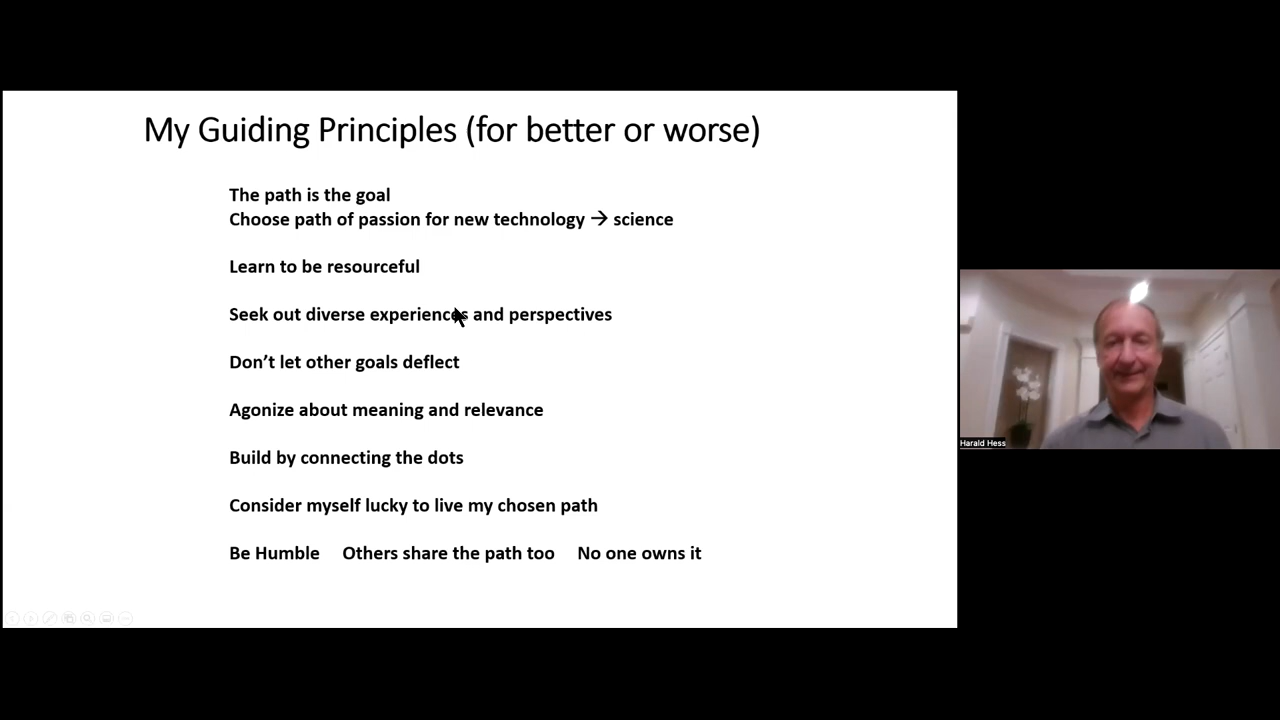 My Guiding Principles (for better or worse)
The path is the goal
Choose path of passion for new technology → science
Learn to be resourceful
Seek out diverse experiences and perspectives
Don’t let other goals deflect
Agonize about meaning and relevance
Build by connecting the dots
Consider myself lucky to live my chosen path
Be Humble Others share the path too No one owns it
Harald Hess